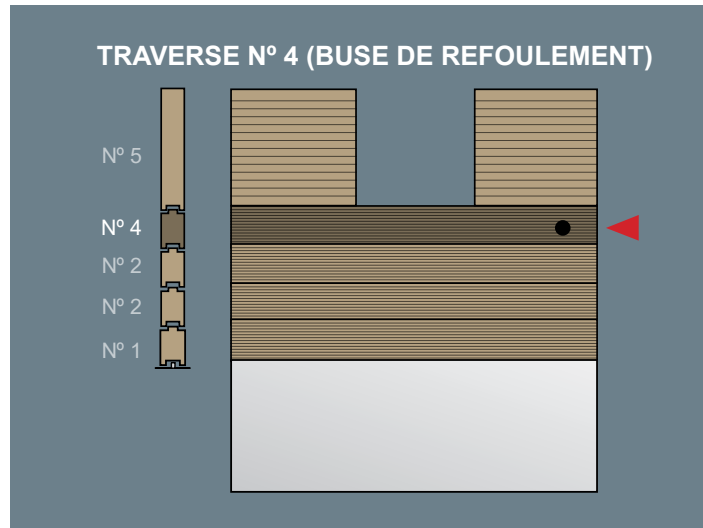 TRAVERSE Nº 4 (BUSE DE REFOULEMENT)
Nº 5
Nº 4
Nº 2
Nº 2
Nº 1